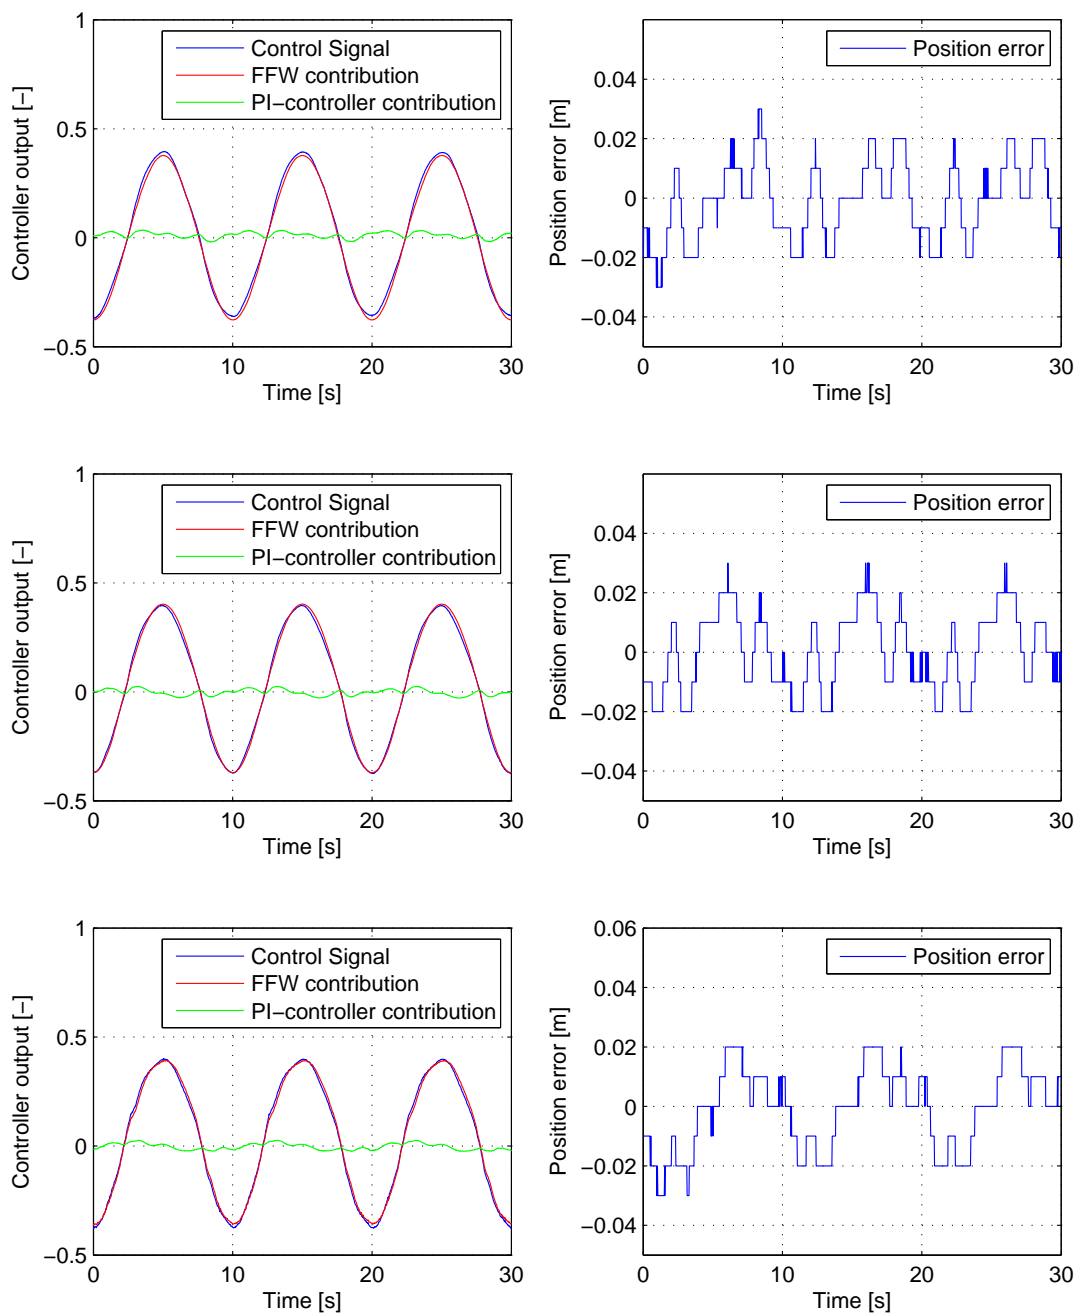 1
0.5
0
−0.5
Controller output [−]
Control Signal
FFW contribution
PI−controller contribution
0 10 20 30
Time [s]
0.04
0.02
0
−0.02
−0.04
Position error [m]
Position error
0 10 20 30
Time [s]
1
0.5
0
−0.5
Controller output [−]
Control Signal
FFW contribution
PI−controller contribution
0 10 20 30
Time [s]
0.04
0.02
0
−0.02
−0.04
Position error [m]
Position error
0 10 20 30
Time [s]
1
0.5
0
−0.5
Controller output [−]
Control Signal
FFW contribution
PI−controller contribution
0 10 20 30
Time [s]
0.06
0.04
0.02
0
−0.02
−0.04
Position error [m]
Position error
0 10 20 30
Time [s]